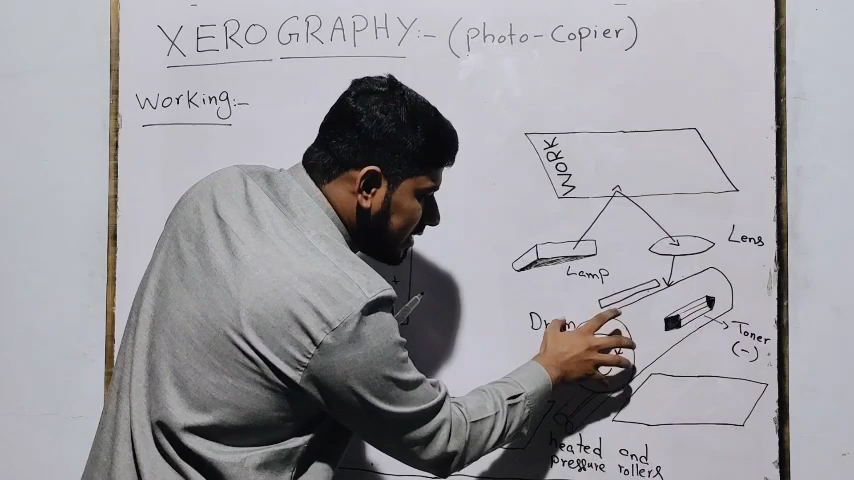 XEROGRAPHY:- (Photo-Copier)
Working:-
WORK
Lens
Lamp
Toner
(-)
heated and
pressure rollers